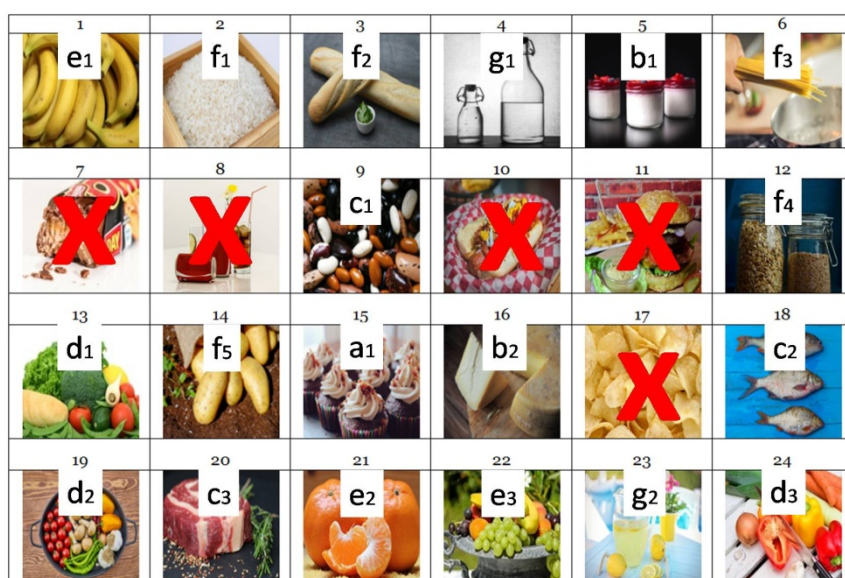 1 2 3 4 5 6
e1 f1 f2 g1 b1 f3
7 8 9 10 11 12
X X c1 X X f4
13 14 15 16 17 18
d1 f5 a1 b2 X c2
19 20 21 22 23 24
d2 c3 e2 e3 g2 d3